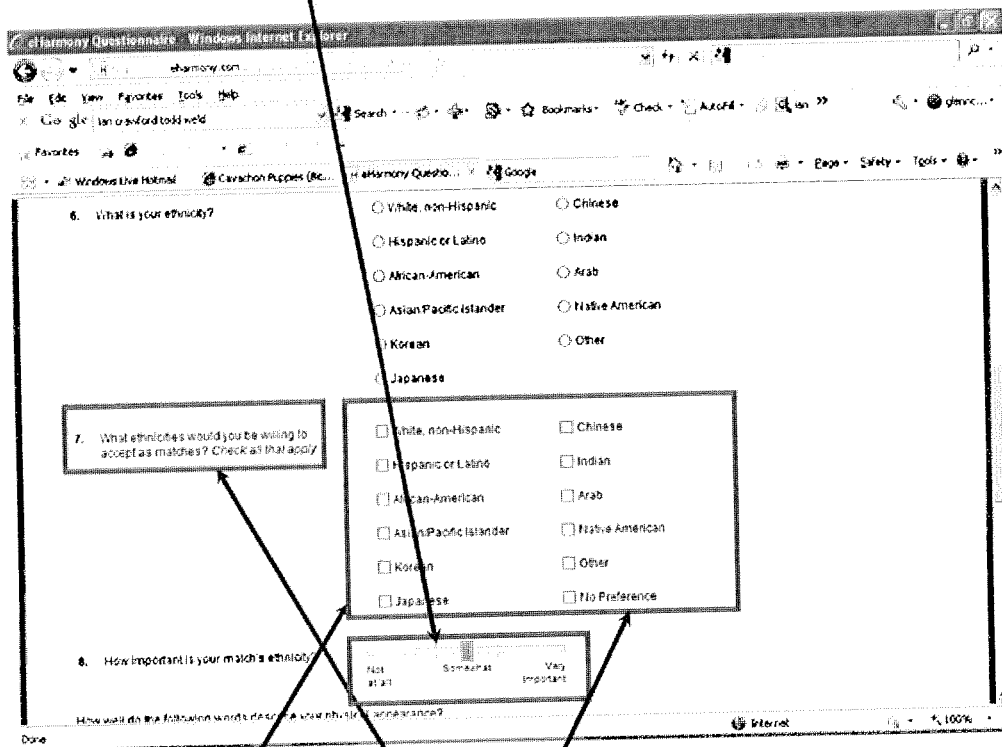 eHarmony Questionnaire - Windows Internet Explorer
eharmony.com
File Edit View Favorites Tools Help
Google ian crawford todd weld Search Bookmarks Check AutoFill ian »
Favorites
Windows Live Hotmail Cavachon Puppies (Bc... eHarmony Questio... Google Page Safety Tools »
6. What is your ethnicity? White, non-Hispanic Chinese
Hispanic or Latino Indian
African-American Arab
Asian/Pacific Islander Native American
Korean Other
Japanese
7. What ethnicities would you be willing to
accept as matches? Check all that apply
White, non-Hispanic Chinese
Hispanic or Latino Indian
African-American Arab
Asian/Pacific Islander Native American
Korean Other
Japanese No Preference
8. How important is your match's ethnicity?
Not Somewhat Very
at all important
How well do the following words describe your physical appearance?
Done Internet 100%